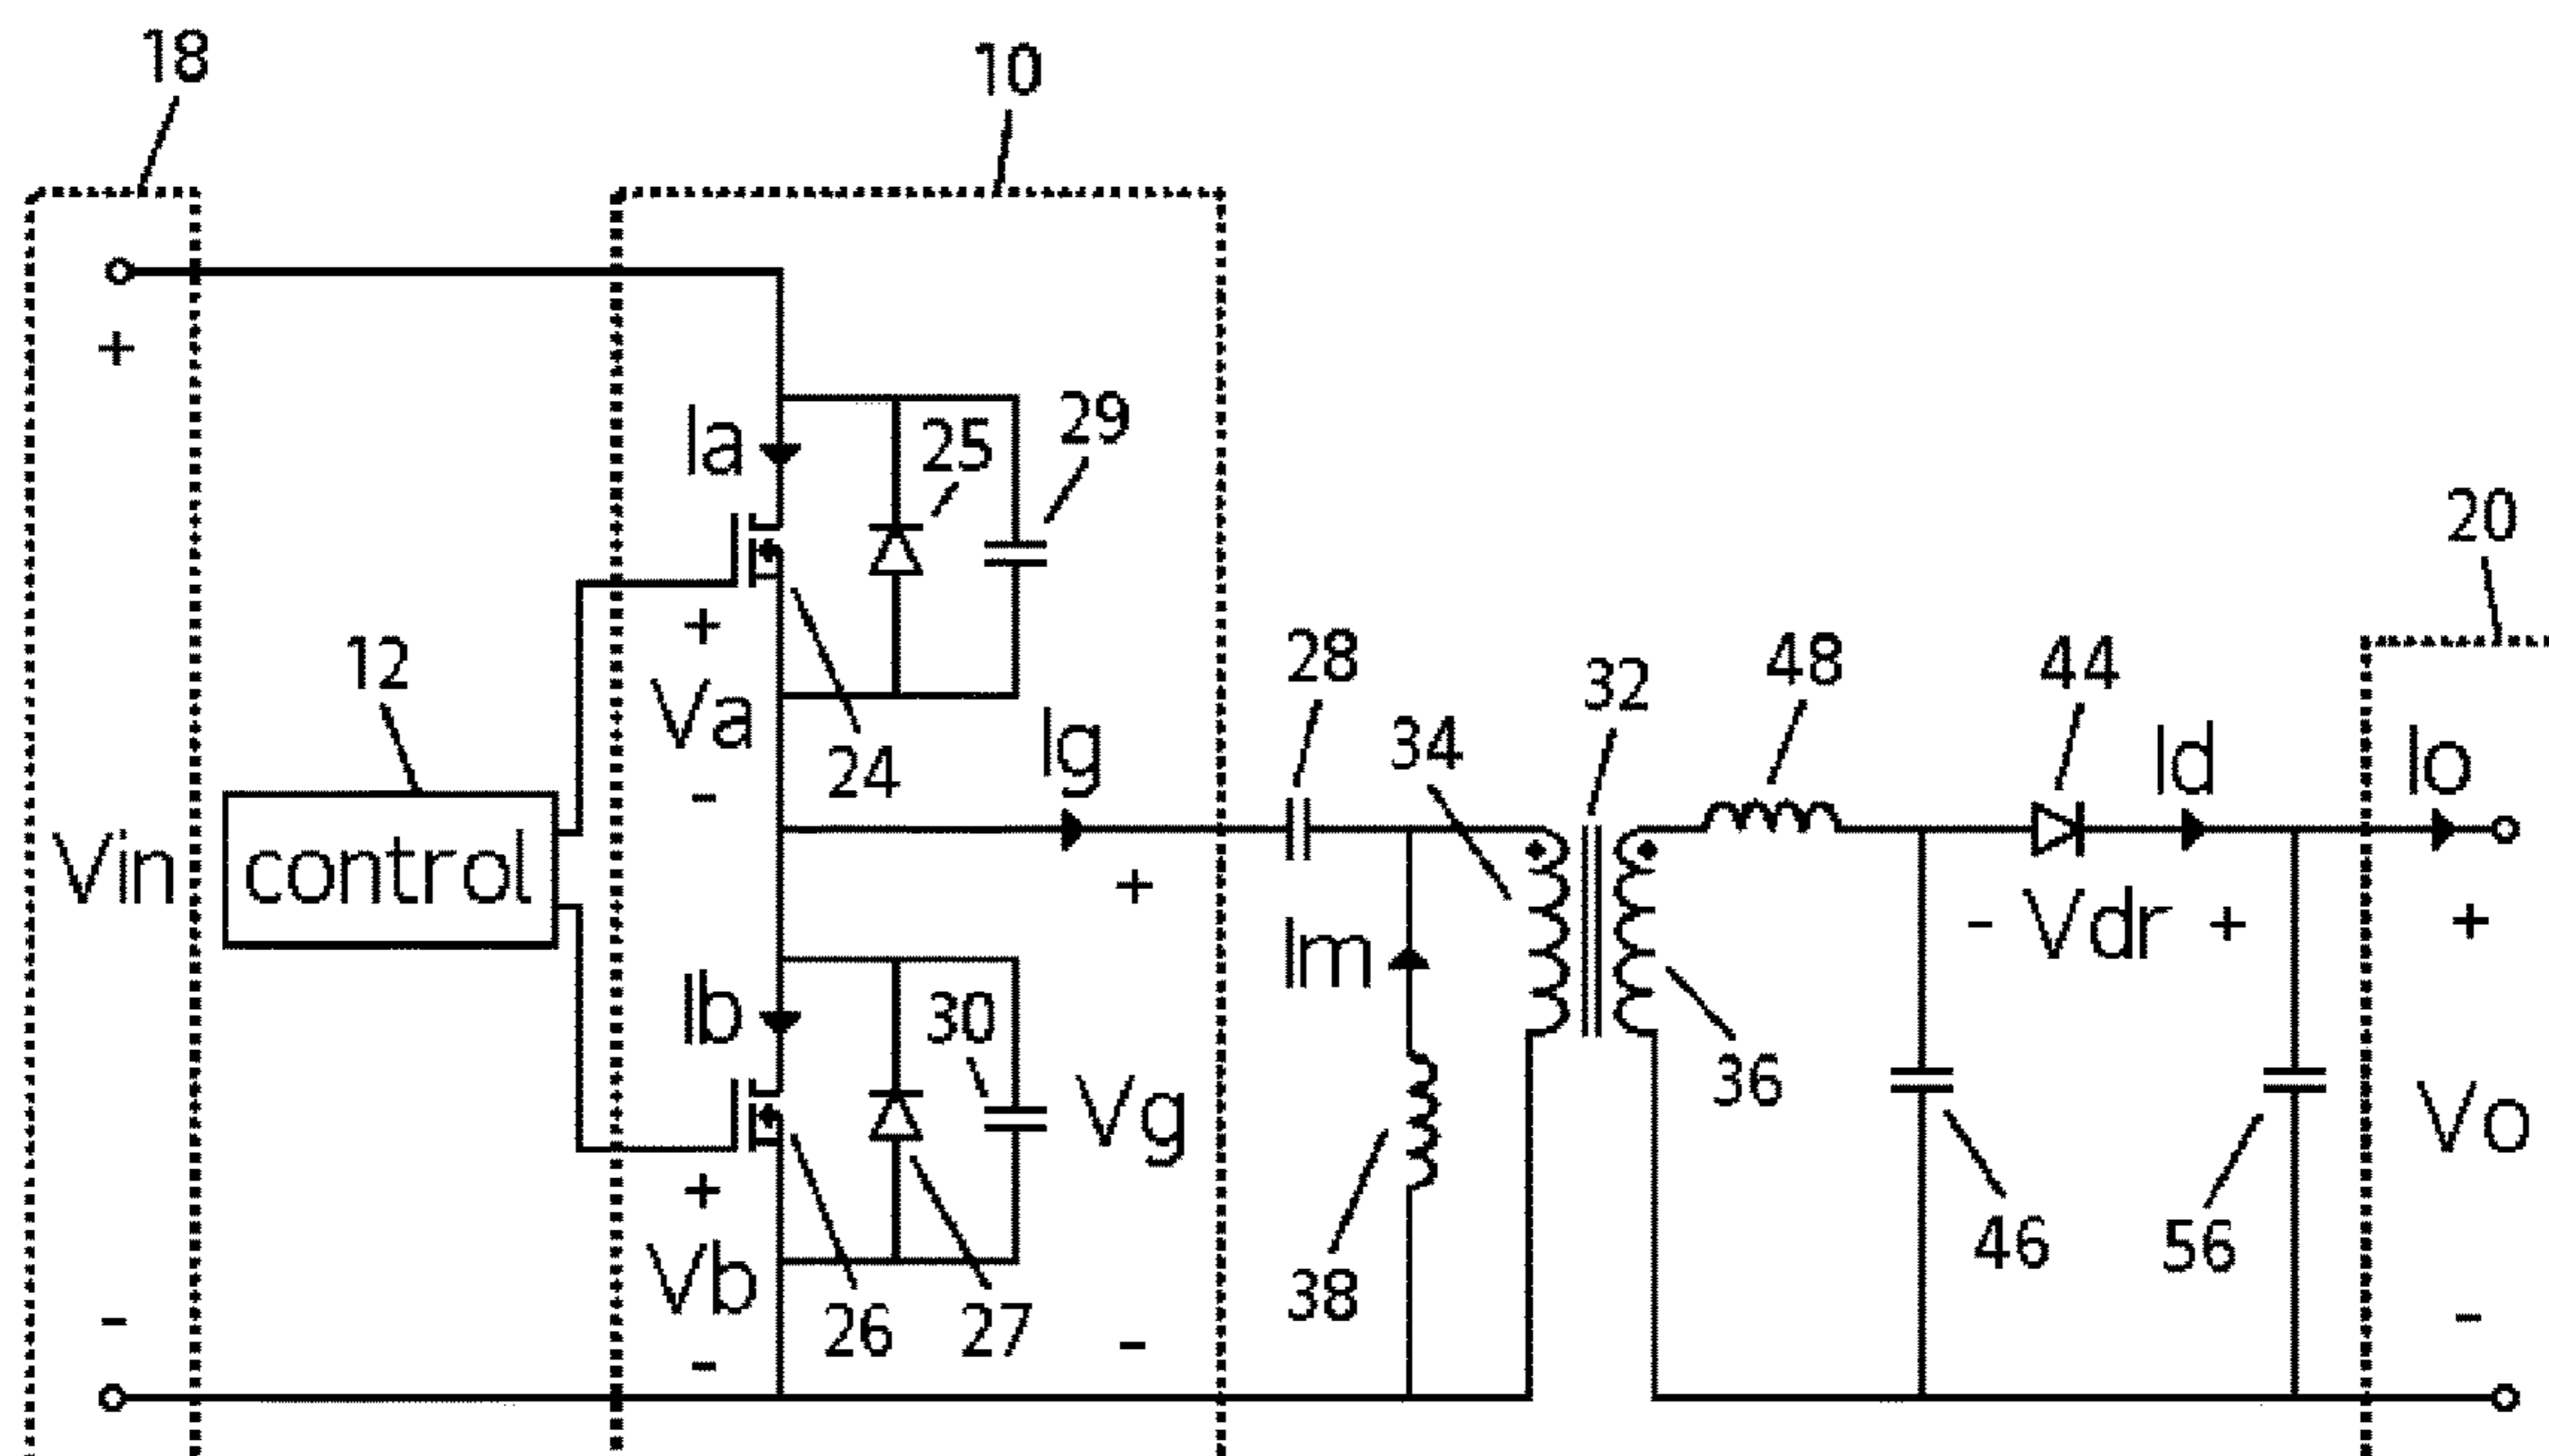 18
10
+
Ia
25
29
20
+
12
Va
24
-
Ig
28
34
32
48
44
Id
Io
Vin
control
+
- Vdr +
+
Im
Ib
30
Vg
36
Vo
+
Vb
26
27
38
46
56
-
-
-
-